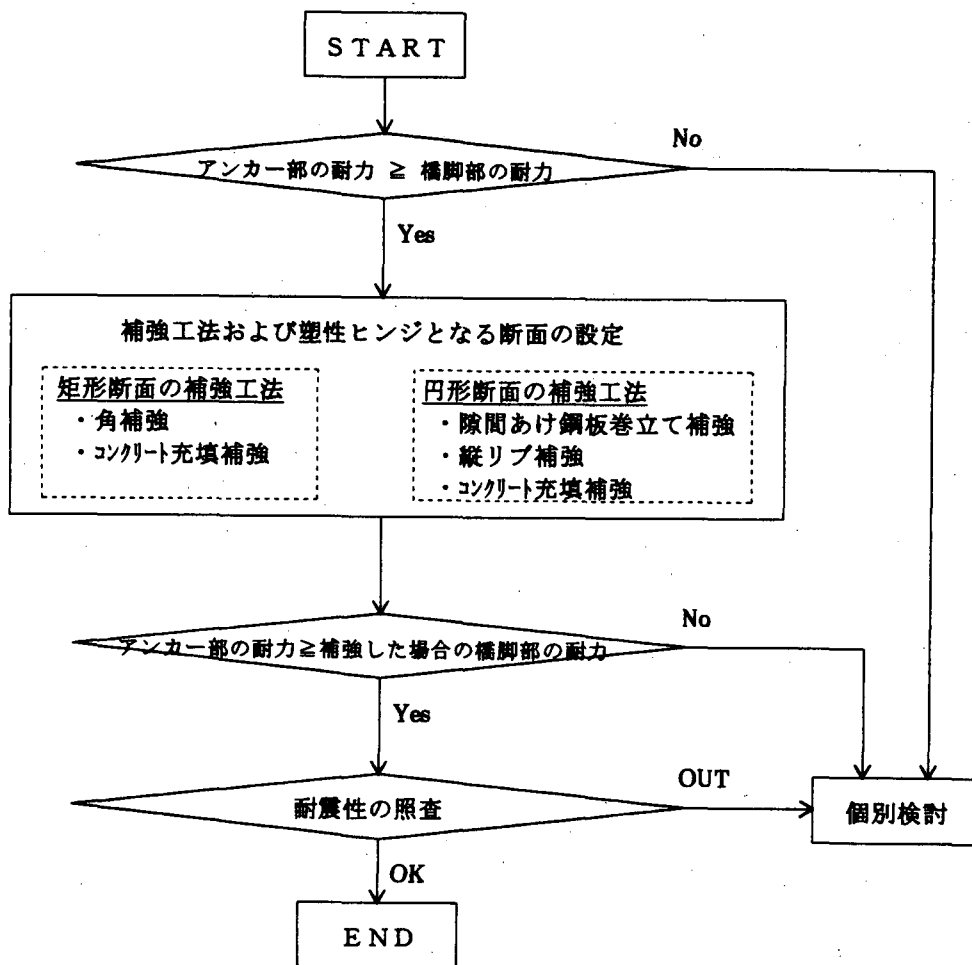 START
No
アンカー部の耐力 ≧ 橋脚部の耐力
Yes
補強工法および塑性ヒンジとなる断面の設定
矩形断面の補強工法
・角補強
・コンクリート充填補強
円形断面の補強工法
・隙間あけ鋼板巻立て補強
・縦リブ補強
・コンクリート充填補強
No
アンカー部の耐力≧補強した場合の橋脚部の耐力
Yes
OUT
耐震性の照査
個別検討
OK
END